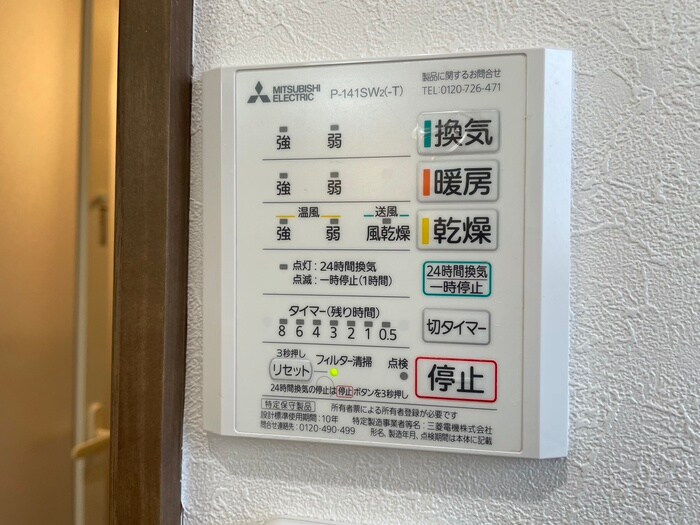 MITSUBISHI ELECTRIC P-141SW2(-T)
製品に関するお問合せ
TEL:0120-726-471
強 弱 換気
強 弱 暖房
温風 送風
強 弱 風乾燥 乾燥
点灯:24時間換気
点滅:一時停止(1時間)
24時間換気
一時停止
タイマー(残り時間)
8 6 4 3 2 1 0.5
切タイマー
3秒押し
リセット フィルター清掃 点検
停止
24時間換気の停止は停止ボタンを3秒押し
特定保守製品 所有者票による所有者登録が必要です
設計標準使用期間:10年 特定製造事業者等名:三菱電機株式会社
問合せ連絡先:0120-490-499 形名、製造年月、点検期間は本体に記載